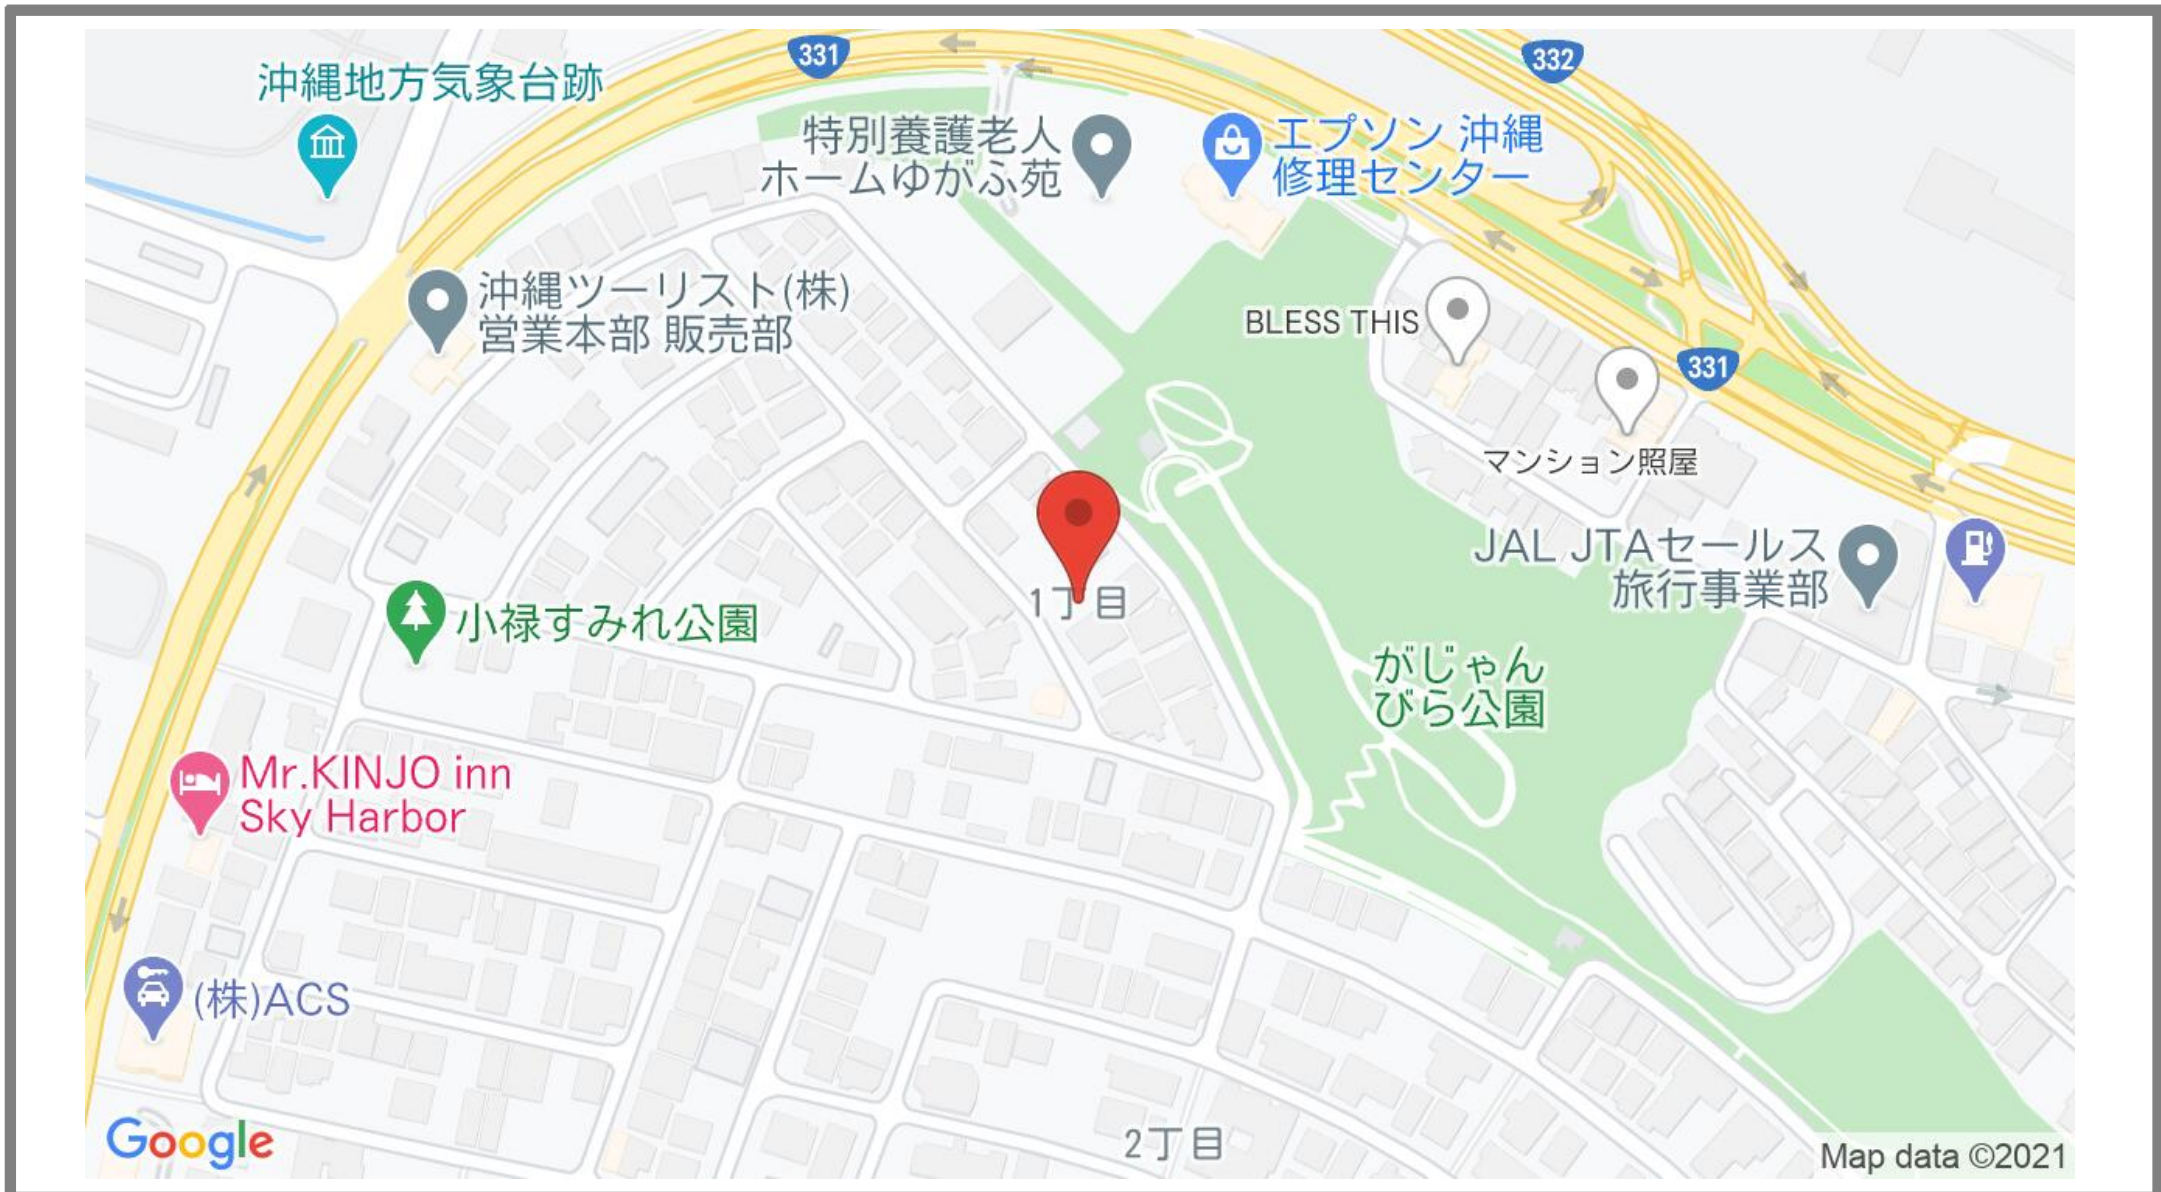 331
332
沖縄地方気象台跡
特別養護老人
ホームゆがふ苑
エプソン 沖縄
修理センター
沖縄ツーリスト(株)
営業本部 販売部
BLESS THIS
331
マンション照屋
JAL JTAセールス
旅行事業部
1丁目
小禄すみれ公園
がじゃん
びら公園
Mr.KINJO inn
Sky Harbor
(株)ACS
2丁目
Google
Map data ©2021